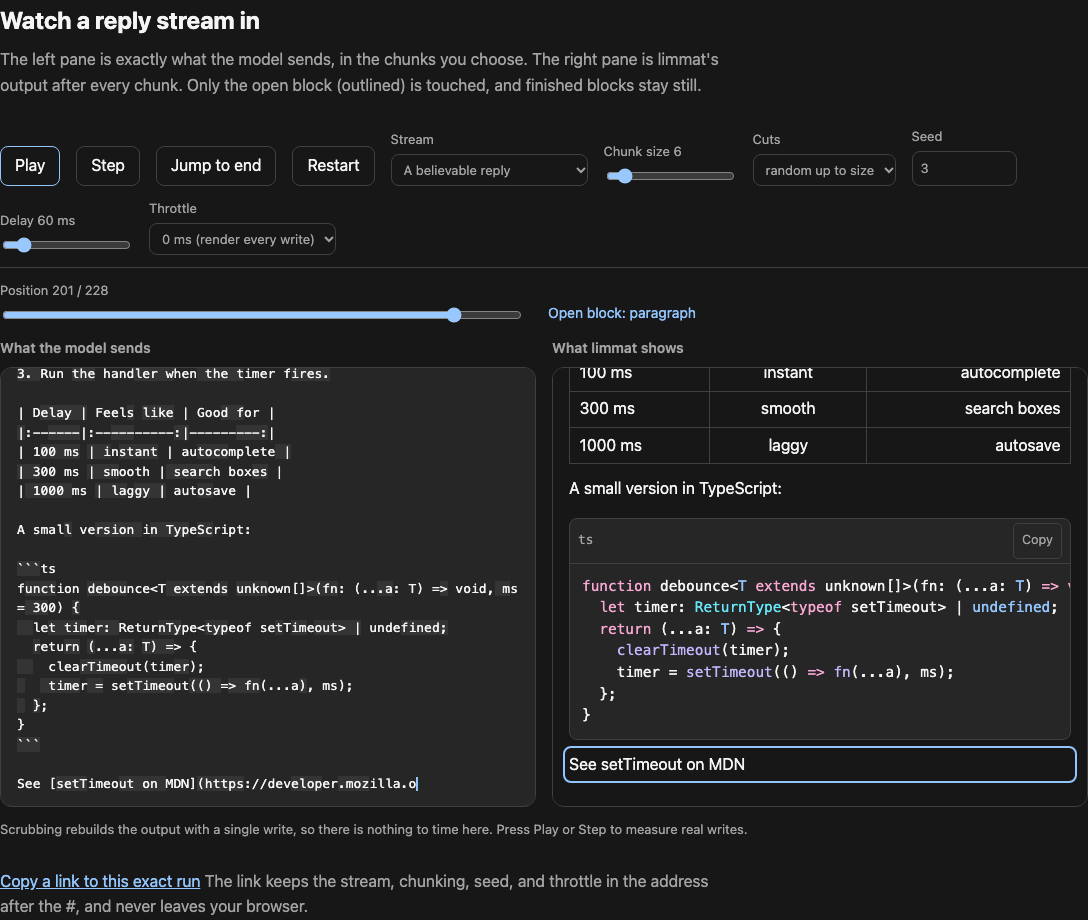 Watch a reply stream in
The left pane is exactly what the model sends, in the chunks you choose. The right pane is limmat's
output after every chunk. Only the open block (outlined) is touched, and finished blocks stay still.
Play
Step
Jump to end
Restart
Stream
A believable reply
Chunk size 6
Cuts
random up to size
Seed
3
Delay 60 ms
Throttle
0 ms (render every write)
Position 201 / 228
Open block: paragraph
What the model sends
3. Run the handler when the timer fires.
| Delay | Feels like | Good for |
|:------|:----------:|---------:|
| 100 ms | instant | autocomplete |
| 300 ms | smooth | search boxes |
| 1000 ms | laggy | autosave |
A small version in TypeScript:
```ts
function debounce<T extends unknown[]>(fn: (...a: T) => void, ms
= 300) {
  let timer: ReturnType<typeof setTimeout> | undefined;
  return (...a: T) => {
    clearTimeout(timer);
    timer = setTimeout(() => fn(...a), ms);
  };
}
```
See [setTimeout on MDN](https://developer.mozilla.o
What limmat shows
100 ms instant autocomplete
300 ms smooth search boxes
1000 ms laggy autosave
A small version in TypeScript:
ts
Copy
function debounce<T extends unknown[]>(fn: (...a: T) =>
  let timer: ReturnType<typeof setTimeout> | undefined;
  return (...a: T) => {
    clearTimeout(timer);
    timer = setTimeout(() => fn(...a), ms);
  };
}
See setTimeout on MDN
Scrubbing rebuilds the output with a single write, so there is nothing to time here. Press Play or Step to measure real writes.
Copy a link to this exact run The link keeps the stream, chunking, seed, and throttle in the address
after the #, and never leaves your browser.